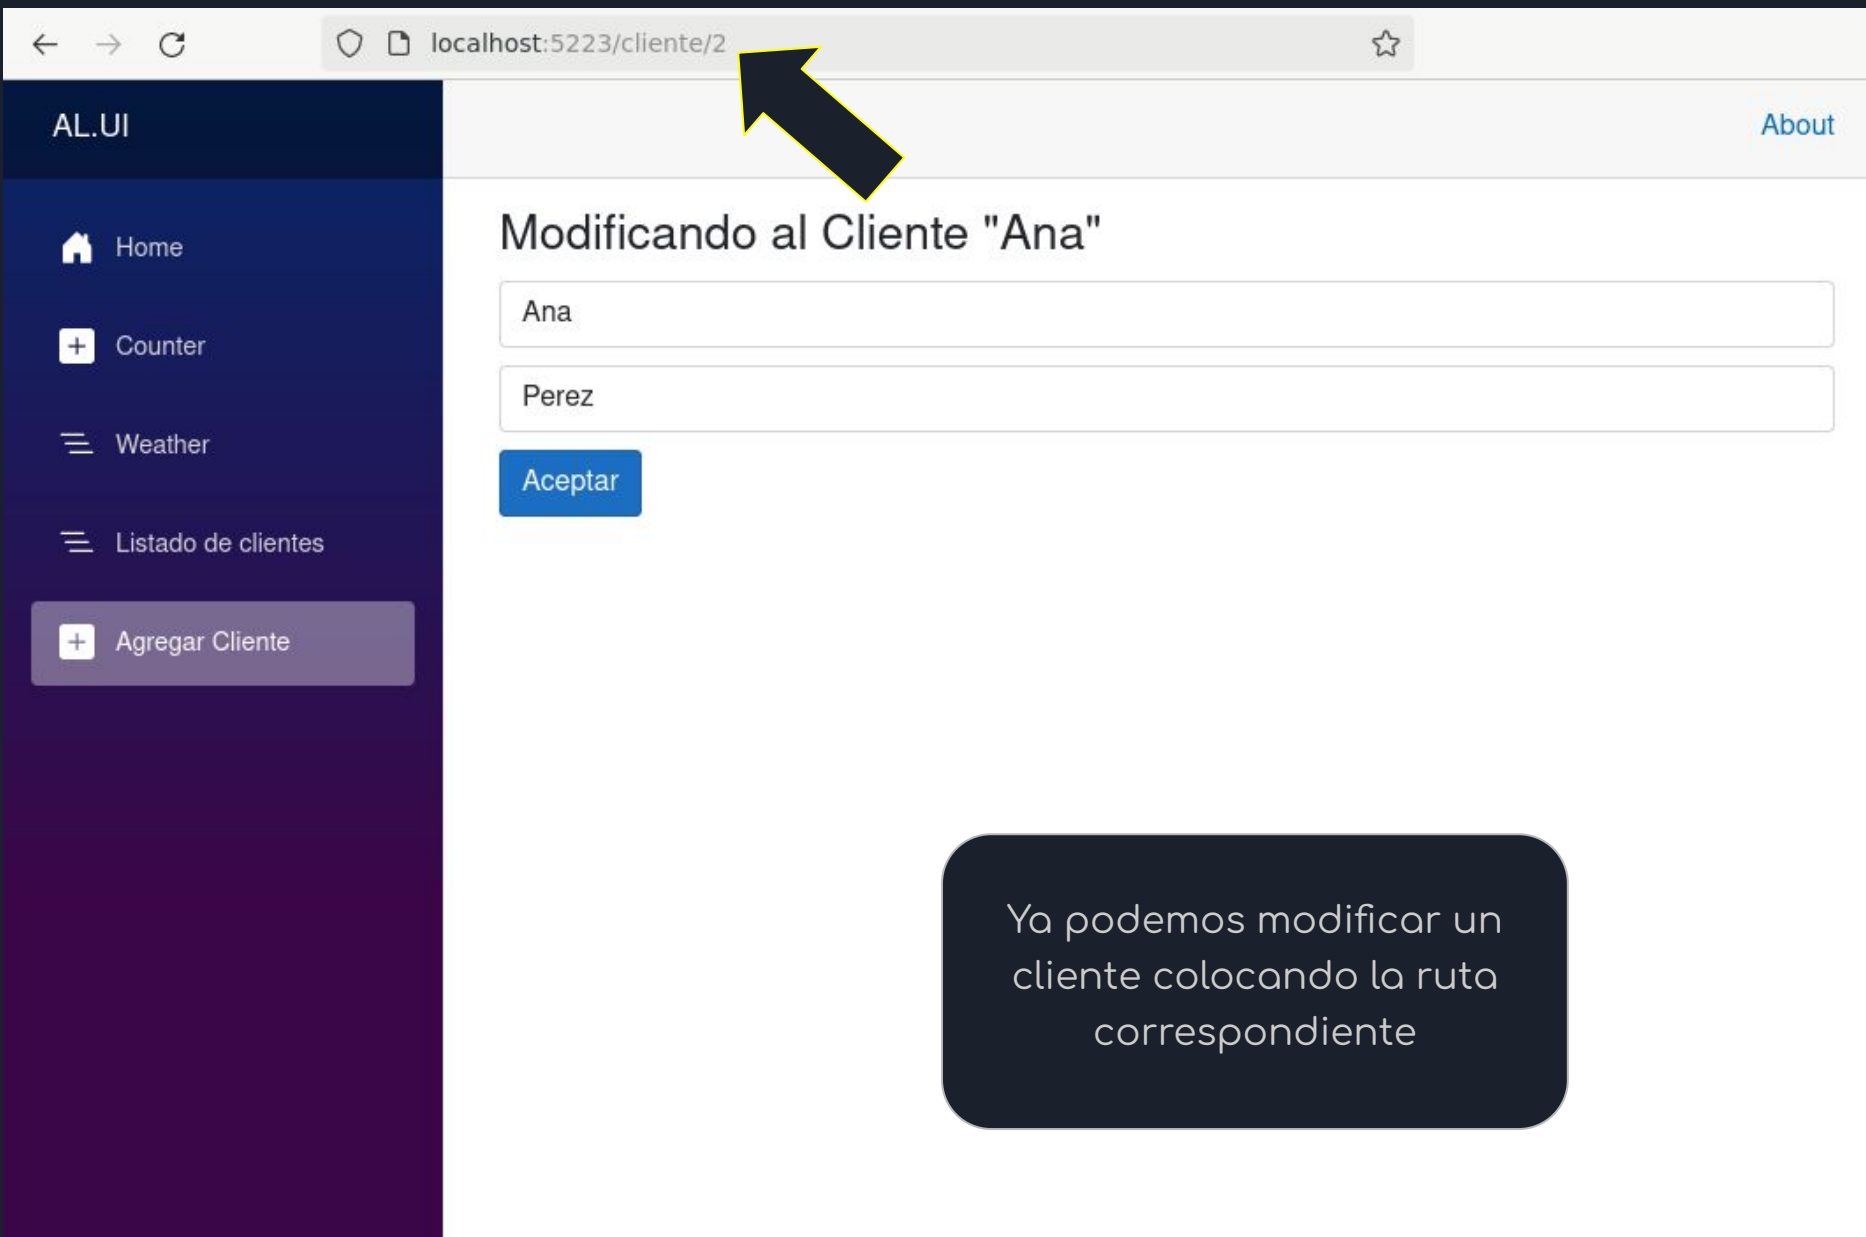 localhost:5223/cliente/2
AL.UI
About
Home
Counter
Weather
Listado de clientes
Agregar Cliente
Modificando al Cliente "Ana"
Ana
Perez
Aceptar
Ya podemos modificar un
cliente colocando la ruta
correspondiente